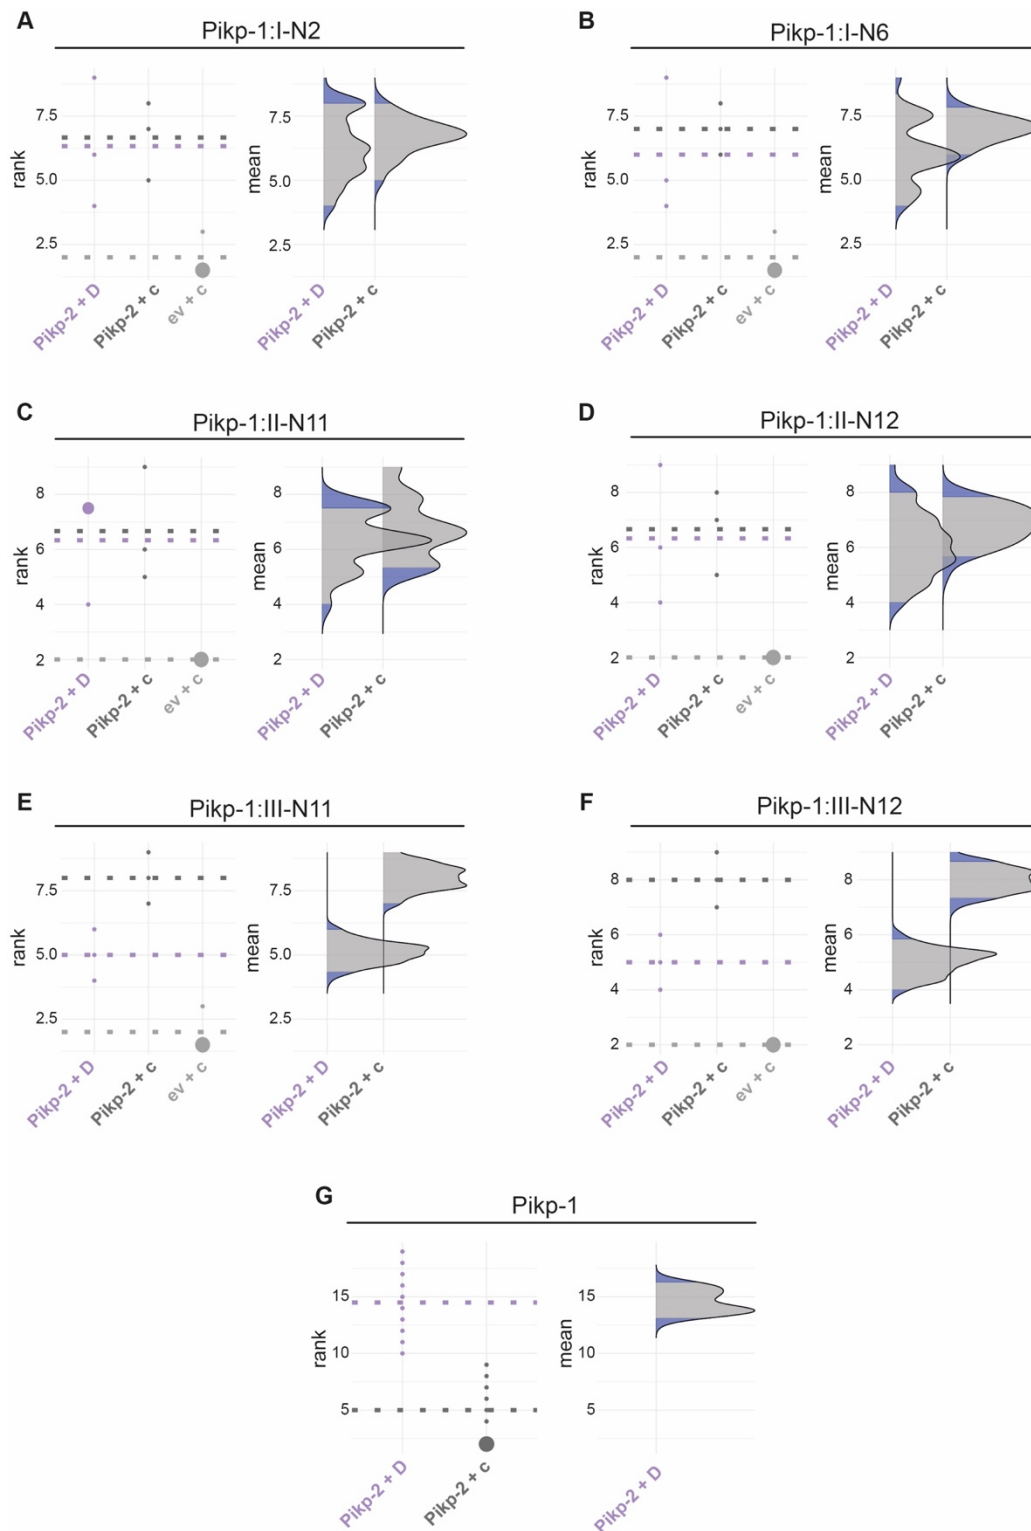 A
Pikp-1:I-N2
rank
7.5
5.0
2.5
Pikp-2 + D
Pikp-2 + c
ev + c
mean
7.5
5.0
2.5
Pikp-2 + D
Pikp-2 + c
B
Pikp-1:I-N6
rank
7.5
5.0
2.5
Pikp-2 + D
Pikp-2 + c
ev + c
mean
7.5
5.0
2.5
Pikp-2 + D
Pikp-2 + c
C
Pikp-1:II-N11
rank
8
6
4
2
Pikp-2 + D
Pikp-2 + c
ev + c
mean
8
6
4
2
Pikp-2 + D
Pikp-2 + c
D
Pikp-1:II-N12
rank
8
6
4
2
Pikp-2 + D
Pikp-2 + c
ev + c
mean
8
6
4
2
Pikp-2 + D
Pikp-2 + c
E
Pikp-1:III-N11
rank
7.5
5.0
2.5
Pikp-2 + D
Pikp-2 + c
ev + c
mean
7.5
5.0
2.5
Pikp-2 + D
Pikp-2 + c
F
Pikp-1:III-N12
rank
8
6
4
2
Pikp-2 + D
Pikp-2 + c
ev + c
mean
8
6
4
2
Pikp-2 + D
Pikp-2 + c
G
Pikp-1
rank
15
10
5
Pikp-2 + D
Pikp-2 + c
mean
15
10
5
Pikp-2 + D